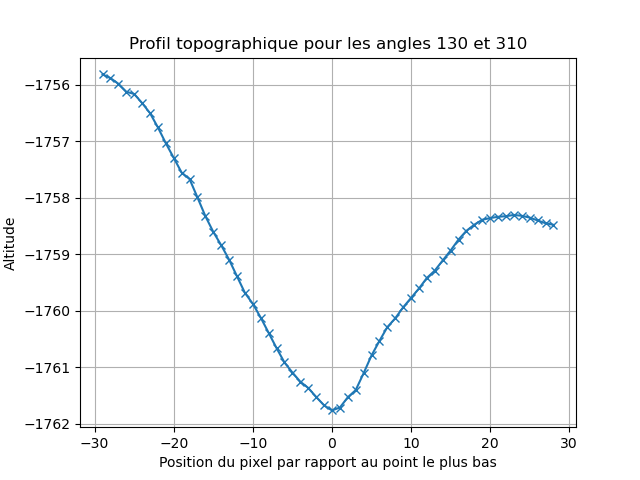 Profil topographique pour les angles 130 et 310
−1756
−1757
−1758
−1759
−1760
−1761
−1762
Altitude
−30 −20 −10 0 10 20 30
Position du pixel par rapport au point le plus bas